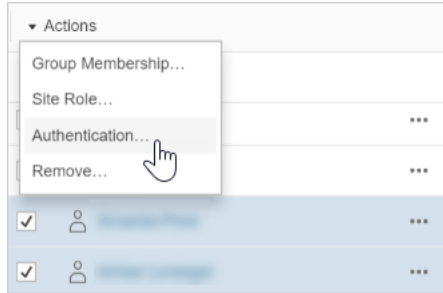 Actions
Group Membership...
Site Role...
Authentication...
Remove...